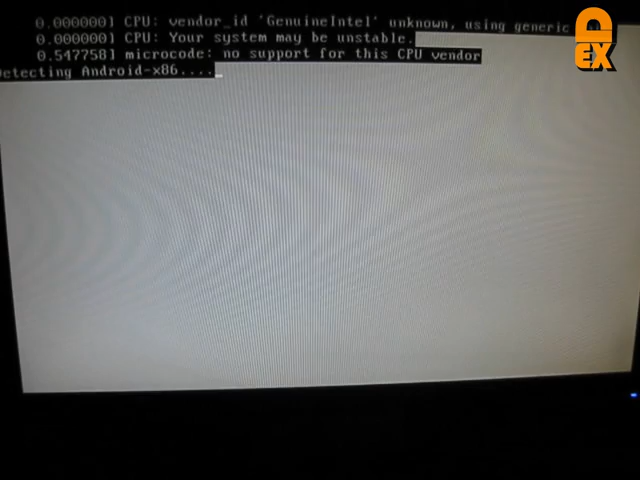 0.000000] CPU: vendor_id 'GenuineIntel' unknown, using generic
0.000000] CPU: Your system may be unstable.
0.547758] microcode: no support for this CPU vendor
Detecting Android-x86....
EX